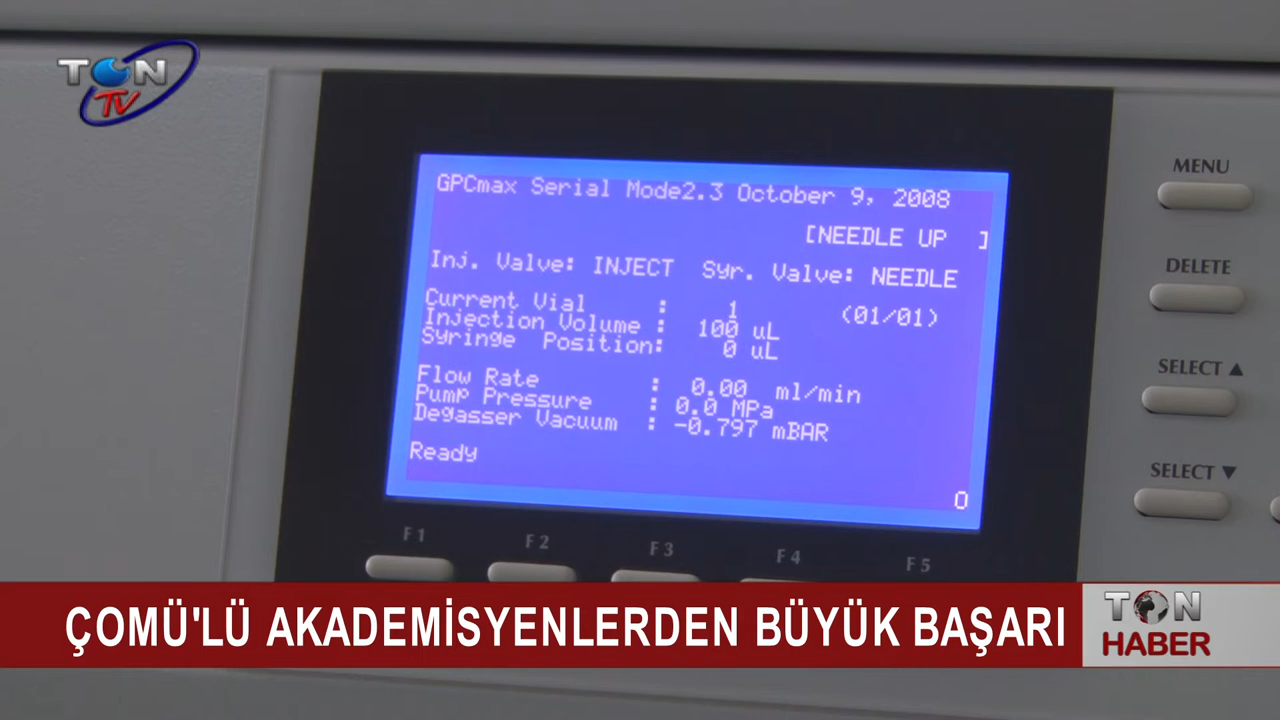 TON
TV
GPCmax Serial Mode2.3 October 9, 2008
[NEEDLE UP ]
Inj. Valve: INJECT Syr. Valve: NEEDLE
Current Vial : 1 (01/01)
Injection Volume : 100 uL
Syringe Position: 0 uL
Flow Rate : 0.00 ml/min
Pump Pressure : 0.0 MPa
Degasser Vacuum : -0.797 mBAR
Ready
0
MENU
DELETE
SELECT ▲
SELECT ▼
F1 F2 F3 F4 F5
ÇOMÜ'LÜ AKADEMİSYENLERDEN BÜYÜK BAŞARI
TON
HABER